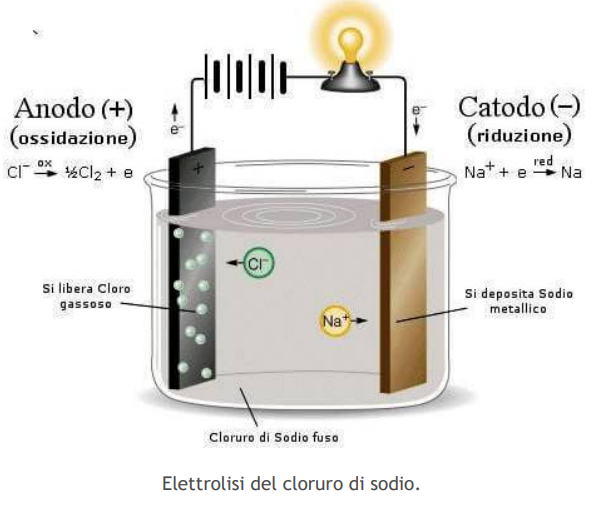 Anodo (+)
(ossidazione)
Cl⁻ ox→ ½Cl₂ + e
e⁻
+
e⁻
−
Catodo (−)
(riduzione)
Na⁺ + e red→ Na
Cl⁻
Na⁺
Si libera Cloro
gassoso
Si deposita Sodio
metallico
Cloruro di Sodio fuso
Elettrolisi del cloruro di sodio.